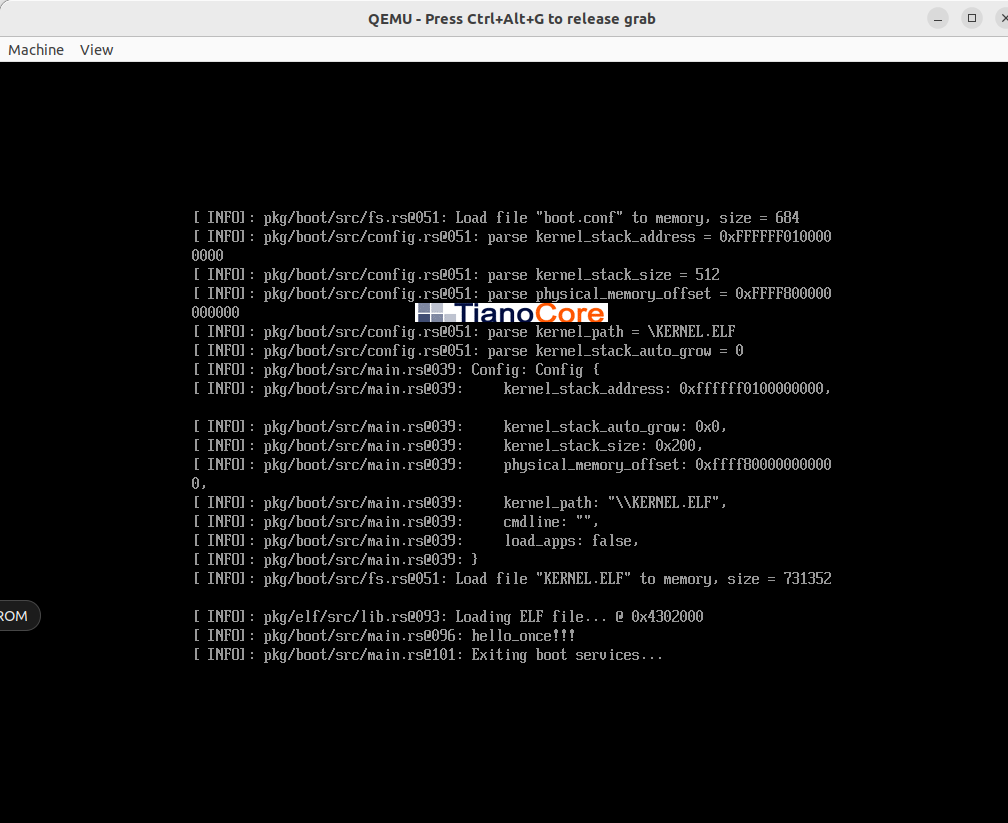 QEMU - Press Ctrl+Alt+G to release grab
Machine View
[ INFO]: pkg/boot/src/fs.rs@051: Load file "boot.conf" to memory, size = 684
[ INFO]: pkg/boot/src/config.rs@051: parse kernel_stack_address = 0xFFFFFF010000
0000
[ INFO]: pkg/boot/src/config.rs@051: parse kernel_stack_size = 512
[ INFO]: pkg/boot/src/config.rs@051: parse physical_memory_offset = 0xFFFF800000
000000
TianoCore
[ INFO]: pkg/boot/src/config.rs@051: parse kernel_path = \KERNEL.ELF
[ INFO]: pkg/boot/src/config.rs@051: parse kernel_stack_auto_grow = 0
[ INFO]: pkg/boot/src/main.rs@039: Config: Config {
[ INFO]: pkg/boot/src/main.rs@039:     kernel_stack_address: 0xffffff0100000000,
[ INFO]: pkg/boot/src/main.rs@039:     kernel_stack_auto_grow: 0x0,
[ INFO]: pkg/boot/src/main.rs@039:     kernel_stack_size: 0x200,
[ INFO]: pkg/boot/src/main.rs@039:     physical_memory_offset: 0xffff80000000000
0,
[ INFO]: pkg/boot/src/main.rs@039:     kernel_path: "\\KERNEL.ELF",
[ INFO]: pkg/boot/src/main.rs@039:     cmdline: "",
[ INFO]: pkg/boot/src/main.rs@039:     load_apps: false,
[ INFO]: pkg/boot/src/main.rs@039: }
[ INFO]: pkg/boot/src/fs.rs@051: Load file "KERNEL.ELF" to memory, size = 731352
ROM
[ INFO]: pkg/elf/src/lib.rs@093: Loading ELF file... @ 0x4302000
[ INFO]: pkg/boot/src/main.rs@096: hello_once!!!
[ INFO]: pkg/boot/src/main.rs@101: Exiting boot services...